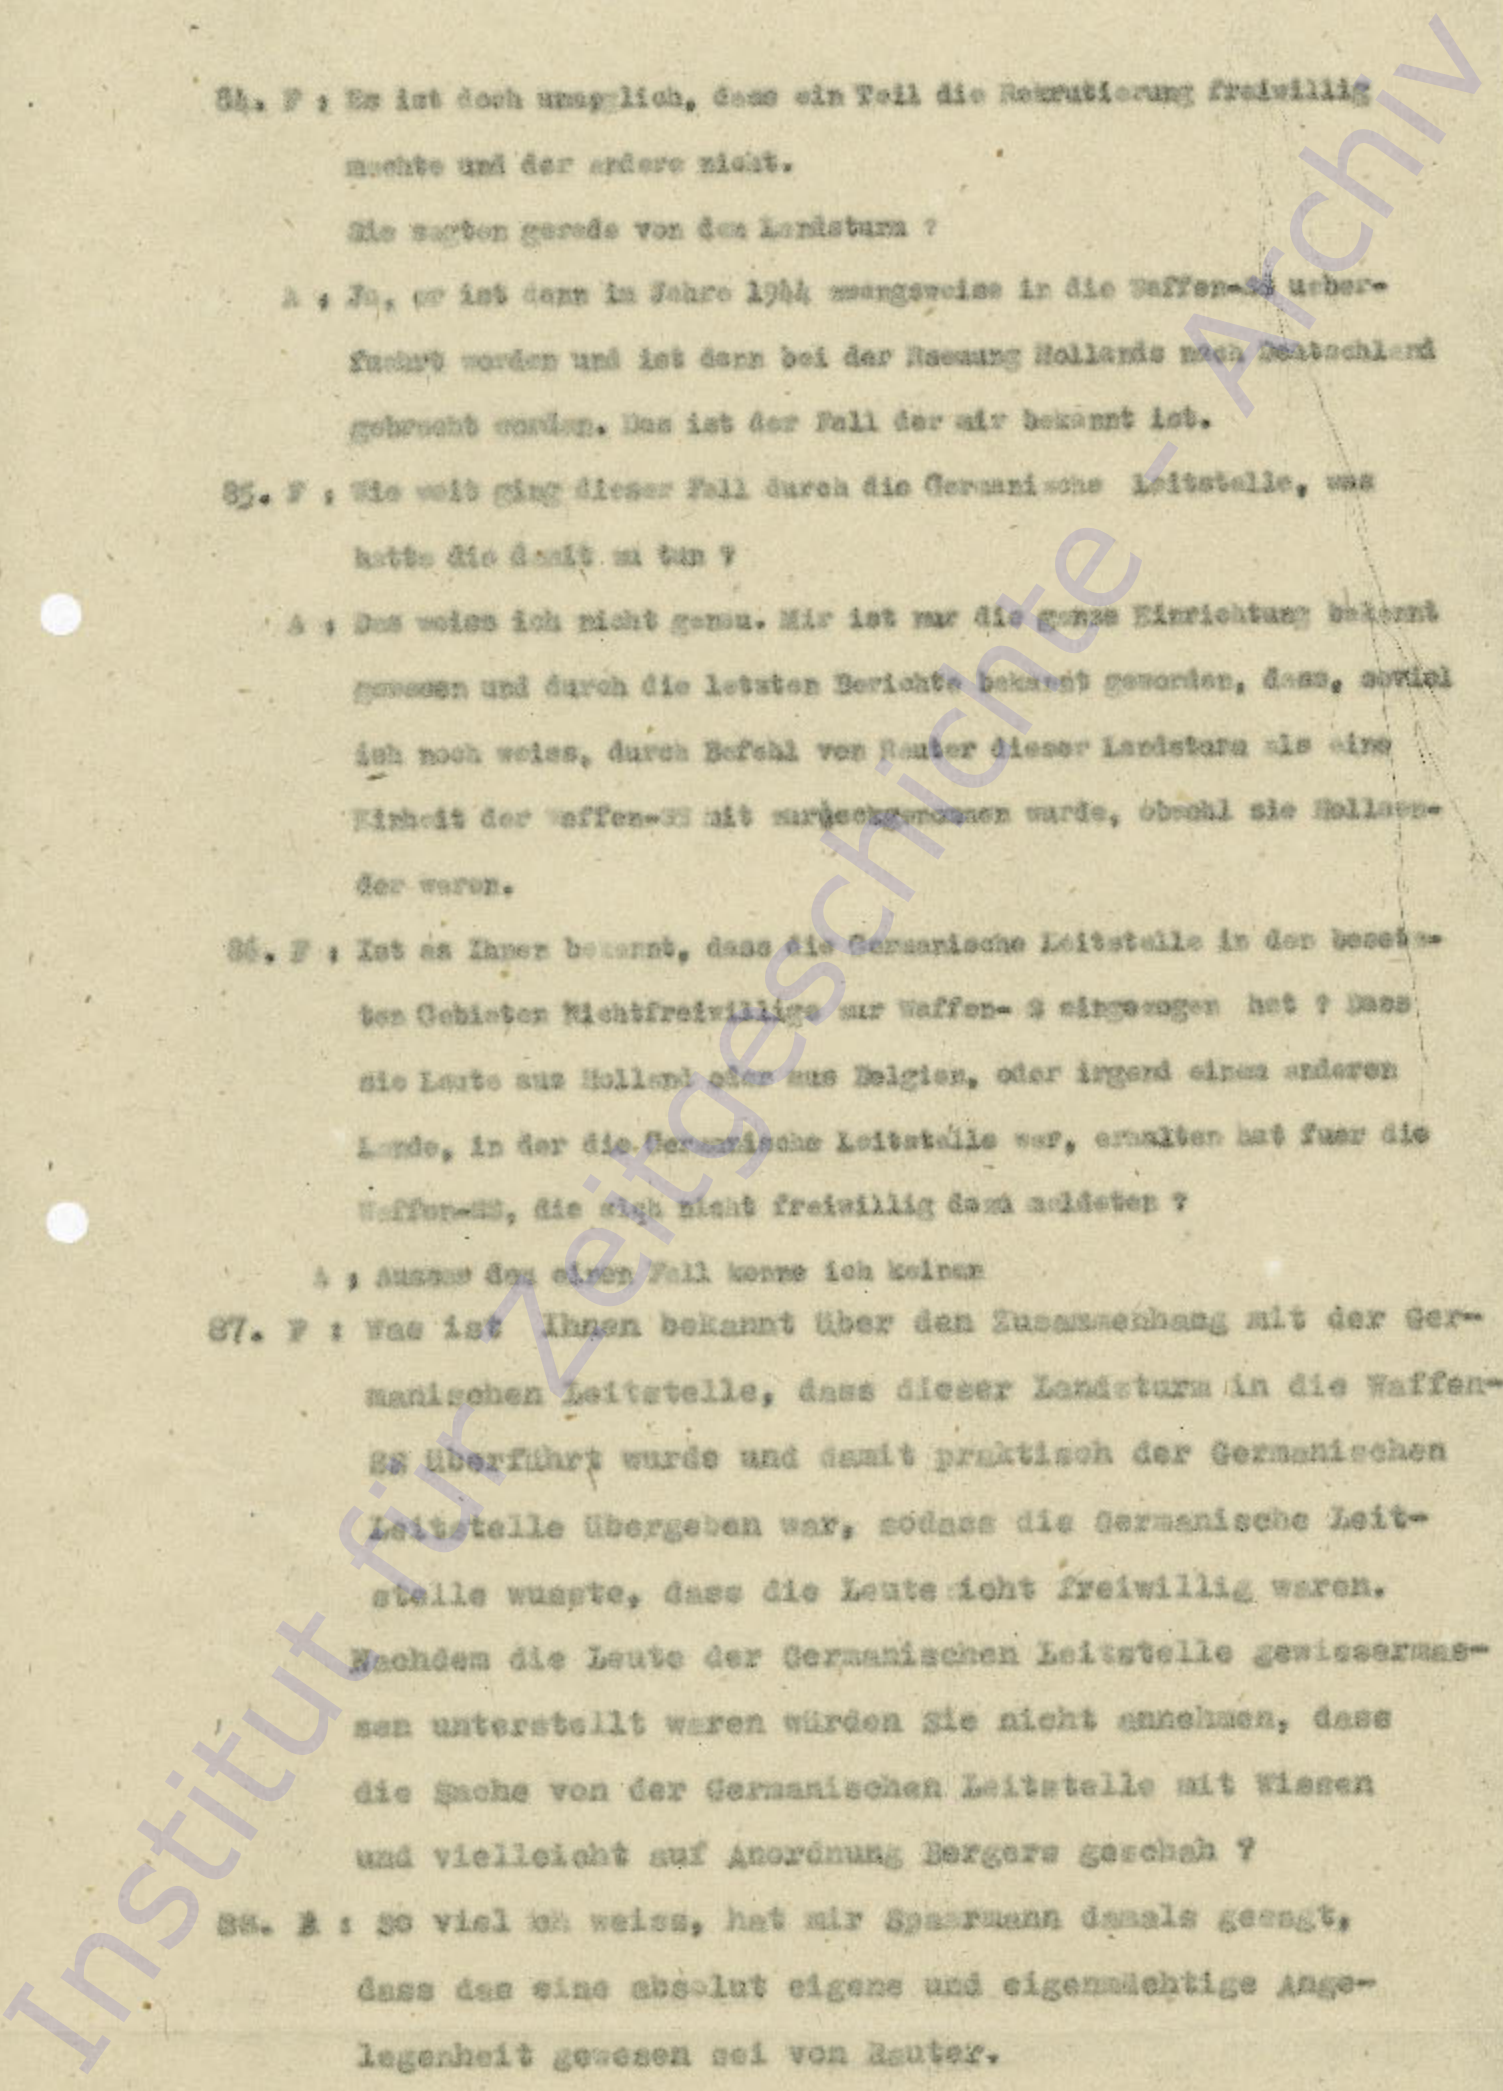 84. F : Es ist doch unmoglich, dass ein Teil die Rekrutierung freiwillig
machte und der andere nicht.
Sie sagten gerade von dem Landsturm ?
A : Ja, er ist dann im Jahre 1944 zwangsweise in die Waffen-SS ueber-
fuehrt worden und ist dann bei der Raeumung Hollands nach Deutschland
gebracht worden. Das ist der Fall der mir bekannt ist.
85. F : Wie weit ging dieser Fall durch die Germanische Leitstelle, was
hatte die damit zu tun ?
A : Das weiss ich nicht genau. Mir ist nur die ganze Einrichtung bekannt
gewesen und durch die letzten Berichte bekannt geworden, dass, soviel
ich noch weiss, durch Befehl von Rauter dieser Landsturm als eine
Einheit der Waffen-SS mit zurueckgenommen wurde, obwohl sie Hollaen-
der waren.
86. F : Ist es Ihnen bekannt, dass die Germanische Leitstelle in den besetz-
ten Gebieten Nichtfreiwillige zur Waffen- S eingezogen hat ? Dass
sie Leute aus Holland oder aus Belgien, oder irgend einem anderen
Lande, in der die Germanische Leitstelle war, erhalten hat fuer die
Waffen-SS, die sich nicht freiwillig dazu meldeten ?
A : Ausser dem einen Fall kenne ich keinen
87. F : Was ist Ihnen bekannt über den Zusammenhang mit der Ger-
manischen Leitstelle, dass dieser Landsturm in die Waffen-
SS überführt wurde und damit praktisch der Germanischen
Leitstelle übergeben war, sodass die Germanische Leit-
stelle wusste, dass die Leute icht freiwillig waren.
Nachdem die Leute der Germanischen Leitstelle gewissermas-
sen unterstellt waren würden Sie nicht annehmen, dass
die Sache von der Germanischen Leitstelle mit Wissen
und vielleicht auf Anordnung Bergers geschah ?
88. A : So viel ich weiss, hat mir Spaarmann damals gesagt,
dass das eine absolut eigene und eigenmächtige Ange-
legenheit gewesen sei von Rauter.
Institut für Zeitgeschichte - Archiv